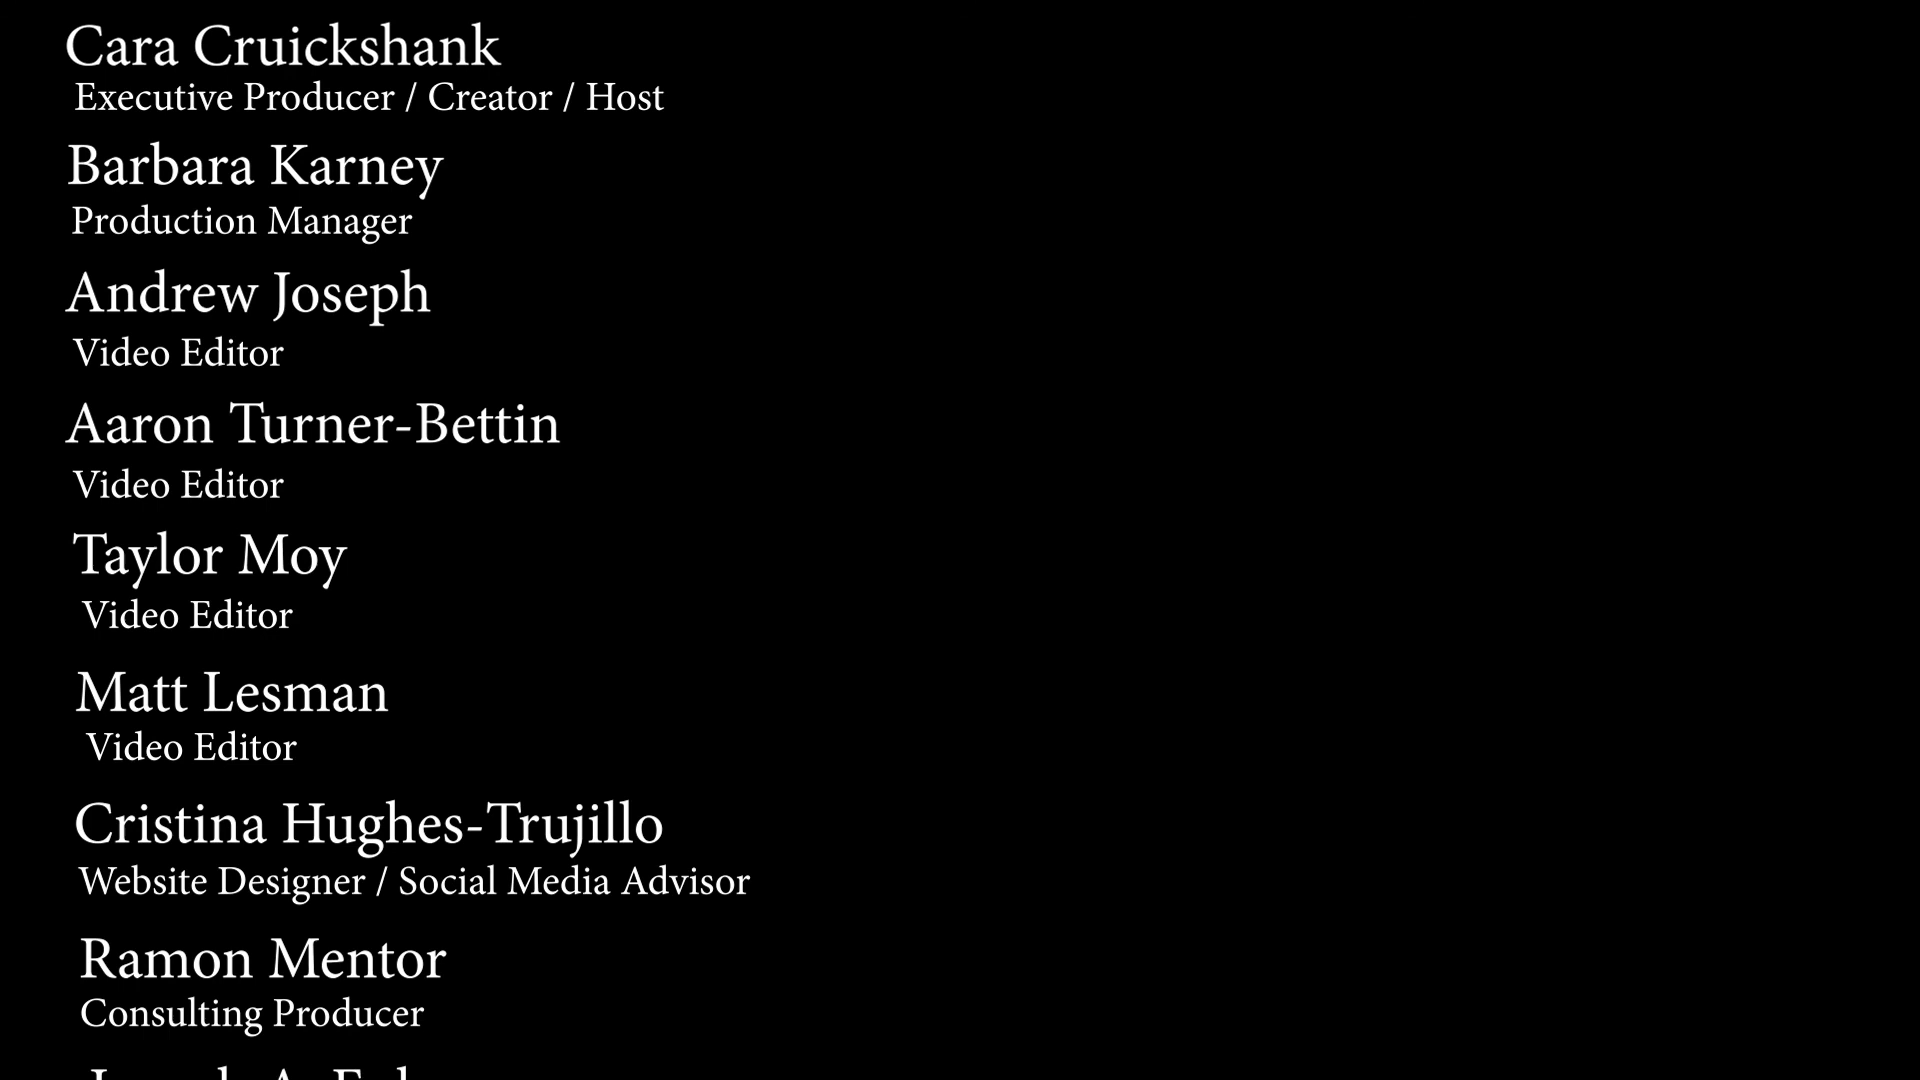 Cara Cruickshank
Executive Producer / Creator / Host
Barbara Karney
Production Manager
Andrew Joseph
Video Editor
Aaron Turner-Bettin
Video Editor
Taylor Moy
Video Editor
Matt Lesman
Video Editor
Cristina Hughes-Trujillo
Website Designer / Social Media Advisor
Ramon Mentor
Consulting Producer